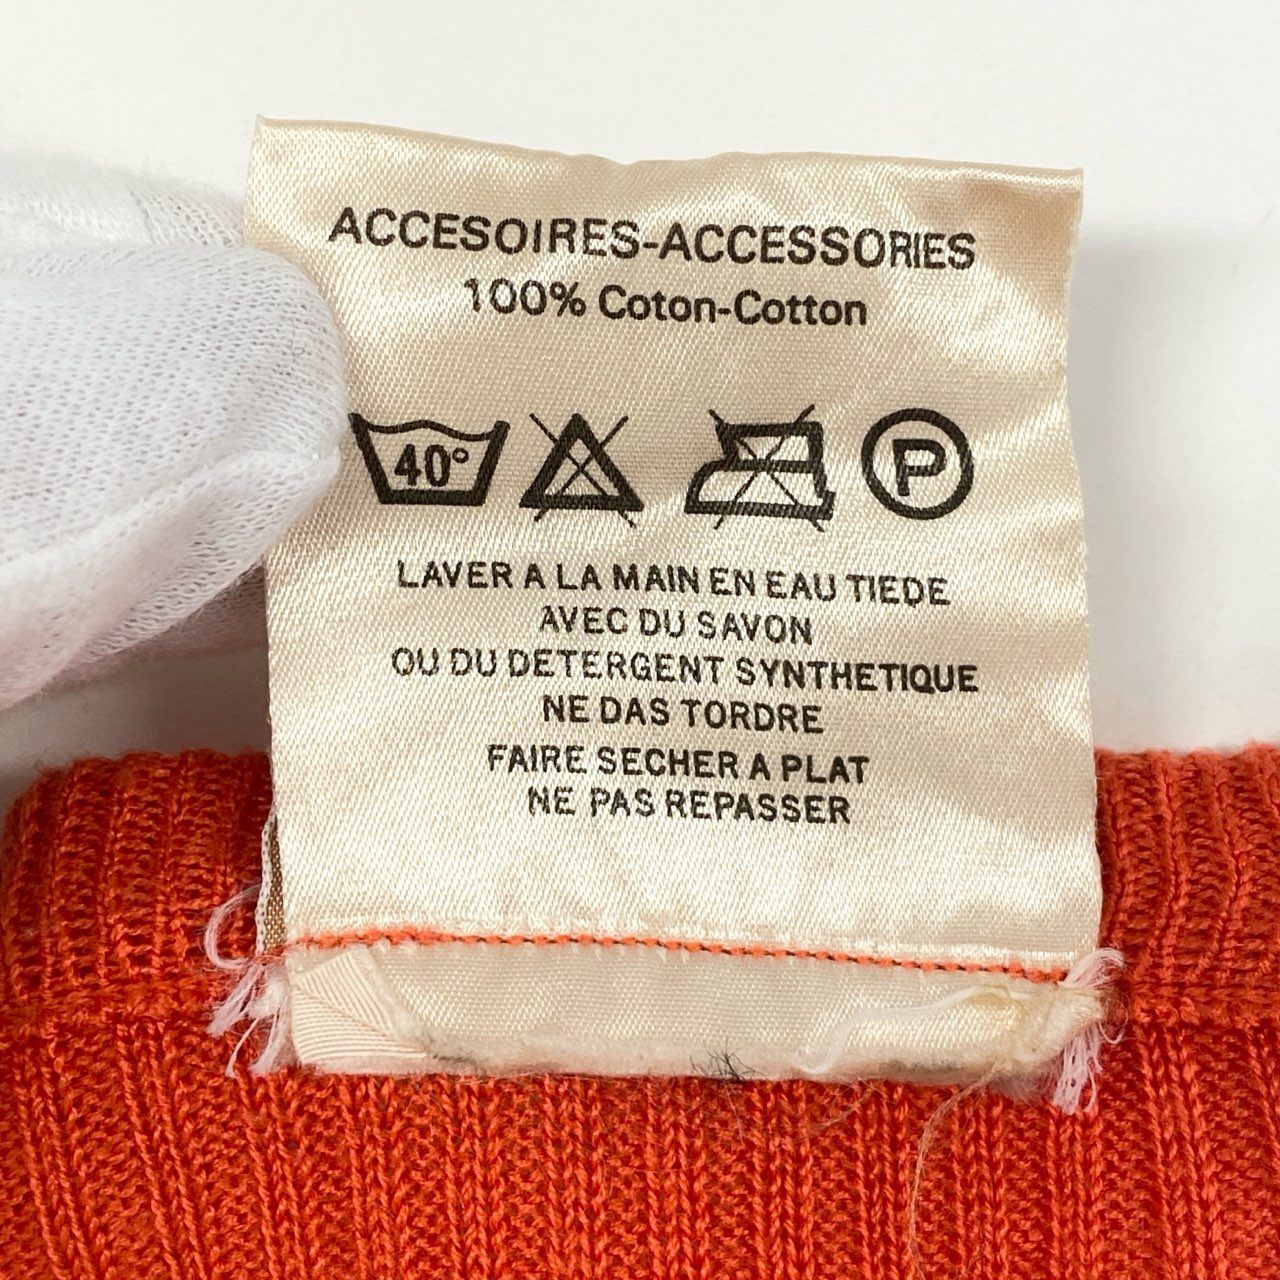 ACCESOIRES-ACCESSORIES
100% Coton-Cotton
40° P
LAVER A LA MAIN EN EAU TIEDE
AVEC DU SAVON
OU DU DETERGENT SYNTHETIQUE
NE DAS TORDRE
FAIRE SECHER A PLAT
NE PAS REPASSER